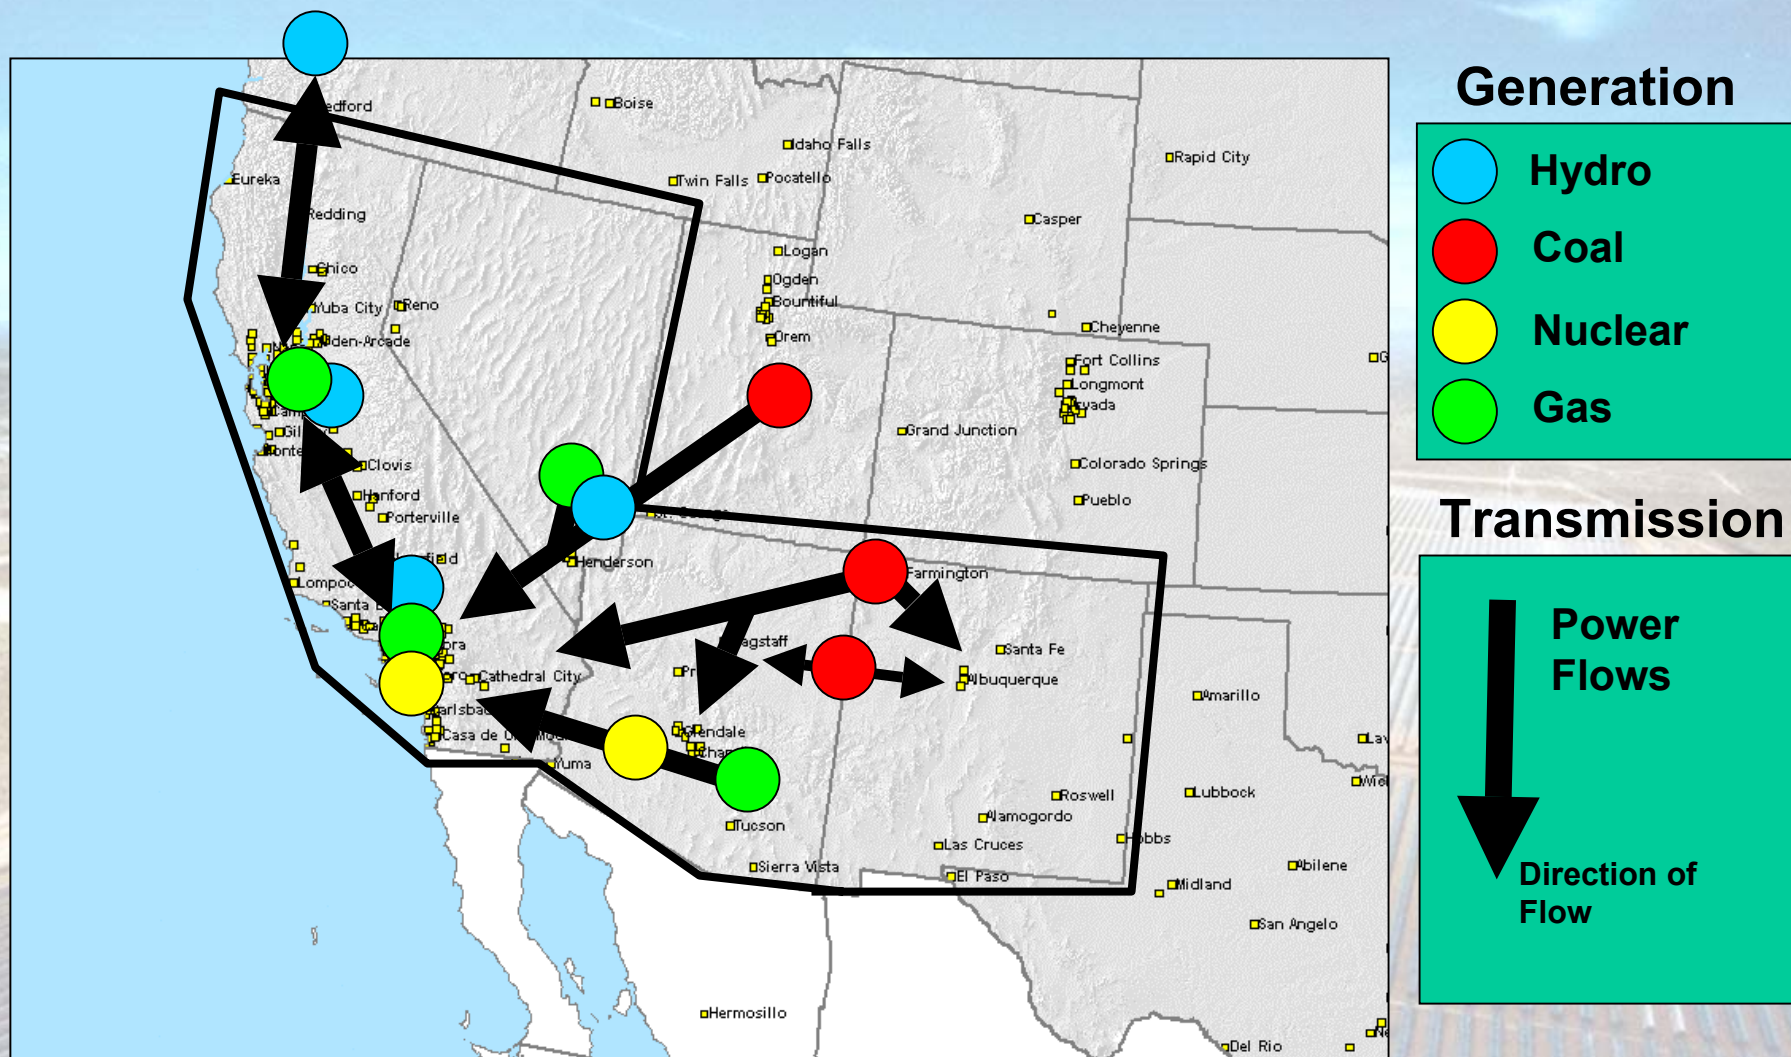 Generation
Hydro
Coal
Nuclear
Gas
Transmission
Power
Flows
Direction of
Flow
Boise
Idaho Falls
Twin Falls
Pocatello
Rapid City
Casper
Eureka
Redding
Logan
Ogden
Bountiful
Orem
Chico
Yuba City
Reno
Cheyenne
Fort Collins
Longmont
Grand Junction
Colorado Springs
Pueblo
Clovis
Hanford
Porterville
Henderson
Farmington
Santa Fe
Albuquerque
Cathedral City
Amarillo
Glendale
Yuma
Roswell
Lubbock
Alamogordo
Tucson
Las Cruces
Hobbs
Sierra Vista
El Paso
Abilene
Midland
San Angelo
Hermosillo
Del Rio